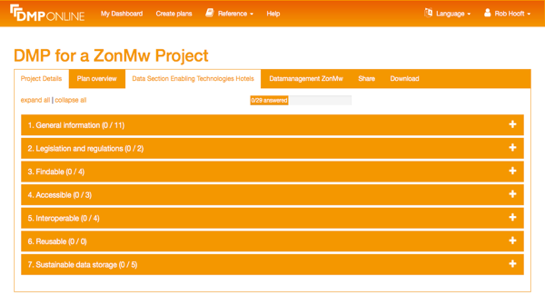 DMPONLINE My Dashboard Create plans Reference Help Language Rob Hooft
DMP for a ZonMw Project
Project Details Plan overview Data Section Enabling Technologies Hotels Datamanagement ZonMw Share Download
expand all | collapse all 0/29 answered
1. General information (0 / 11)
2. Legislation and regulations (0 / 2)
3. Findable (0 / 4)
4. Accessible (0 / 3)
5. Interoperable (0 / 4)
6. Reusable (0 / 0)
7. Sustainable data storage (0 / 5)